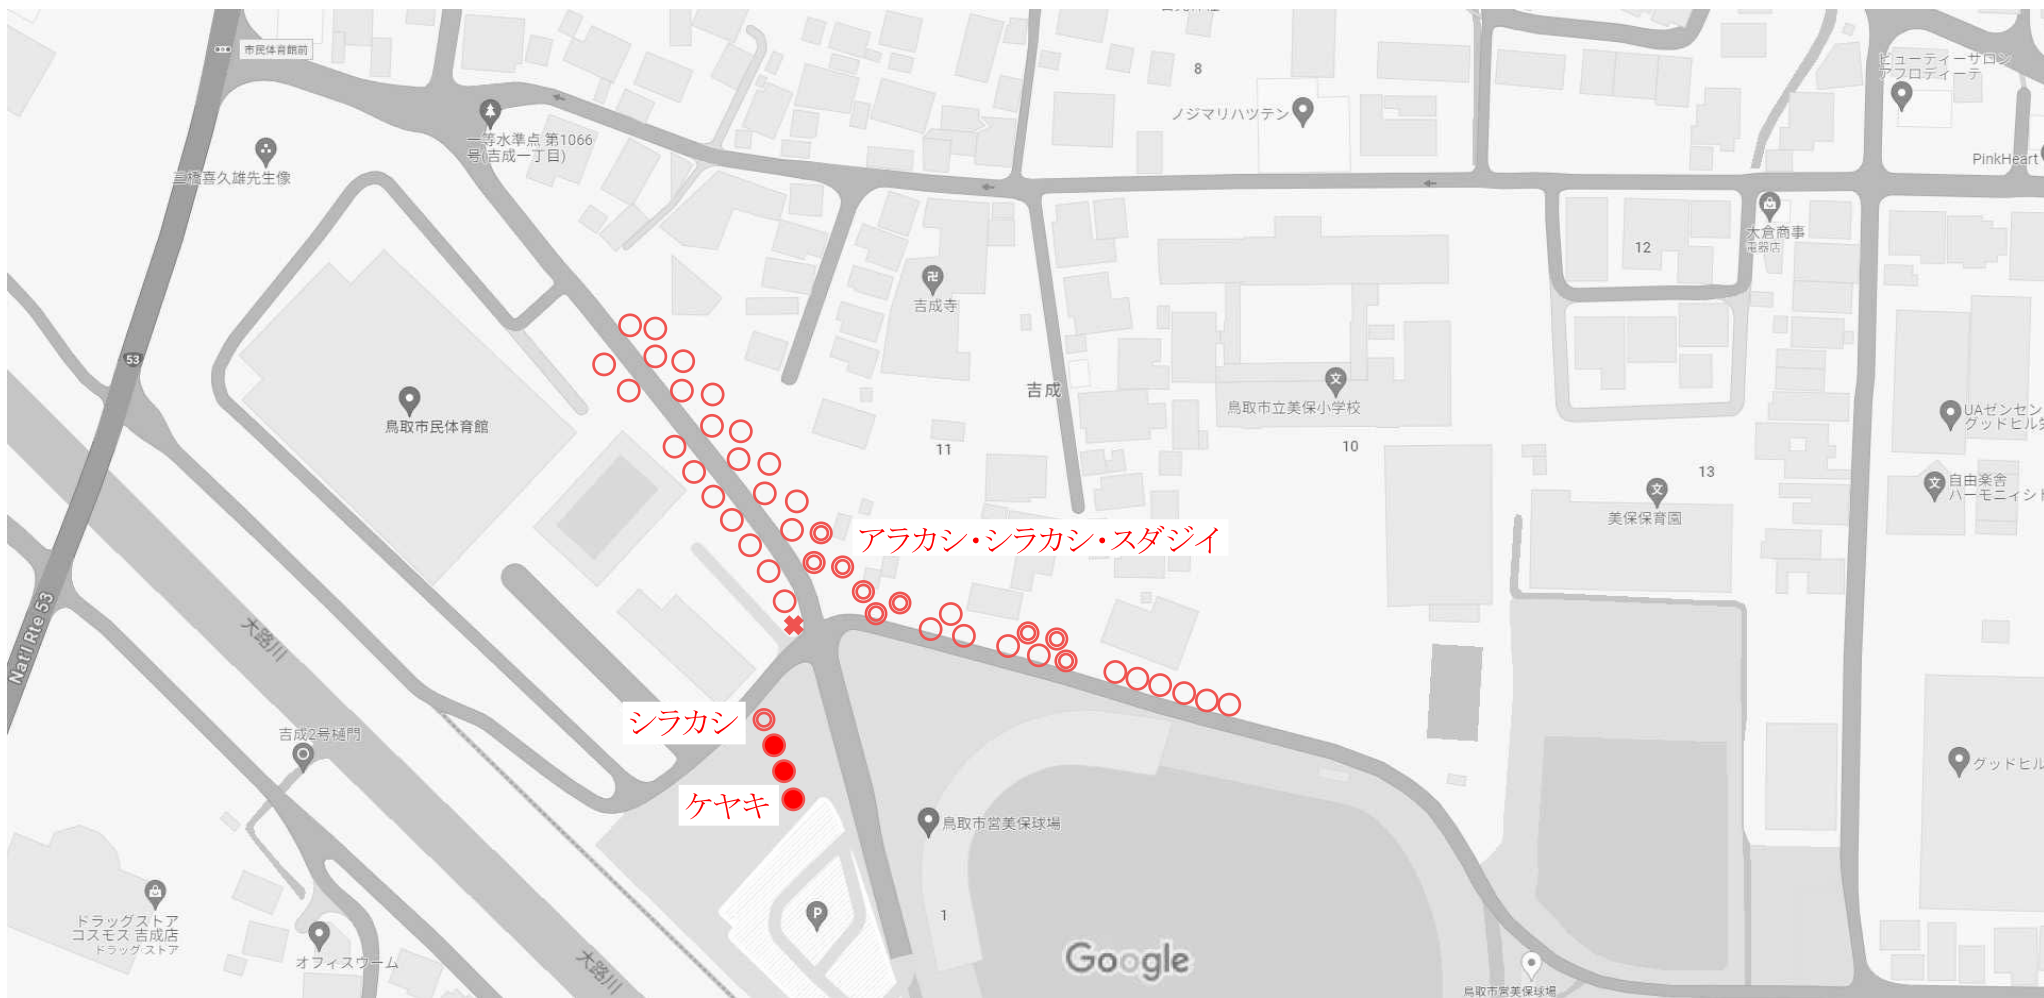 市民体育館前
8
ビューティーサロン
アフロディーテ
ノジマリハツテン
一等水準点 第1066
号(吉成一丁目)
PinkHeart
三橋喜久雄先生像
大倉商事
電器店
12
吉成寺
53
吉成
鳥取市立美保小学校
UAゼンセン
グッドヒル
鳥取市民体育館
11
10
13
自由楽舎
ハーモニィシ
美保保育園
アラカシ・シラカシ・スダジイ
Nat'l Rte 53
大路川
シラカシ
吉成2号樋門
グッドヒル
ケヤキ
鳥取市営美保球場
P
1
ドラッグストア
コスモス 吉成店
ドラッグストア
オフィスウーム
大路川
Google
鳥取市営美保球場